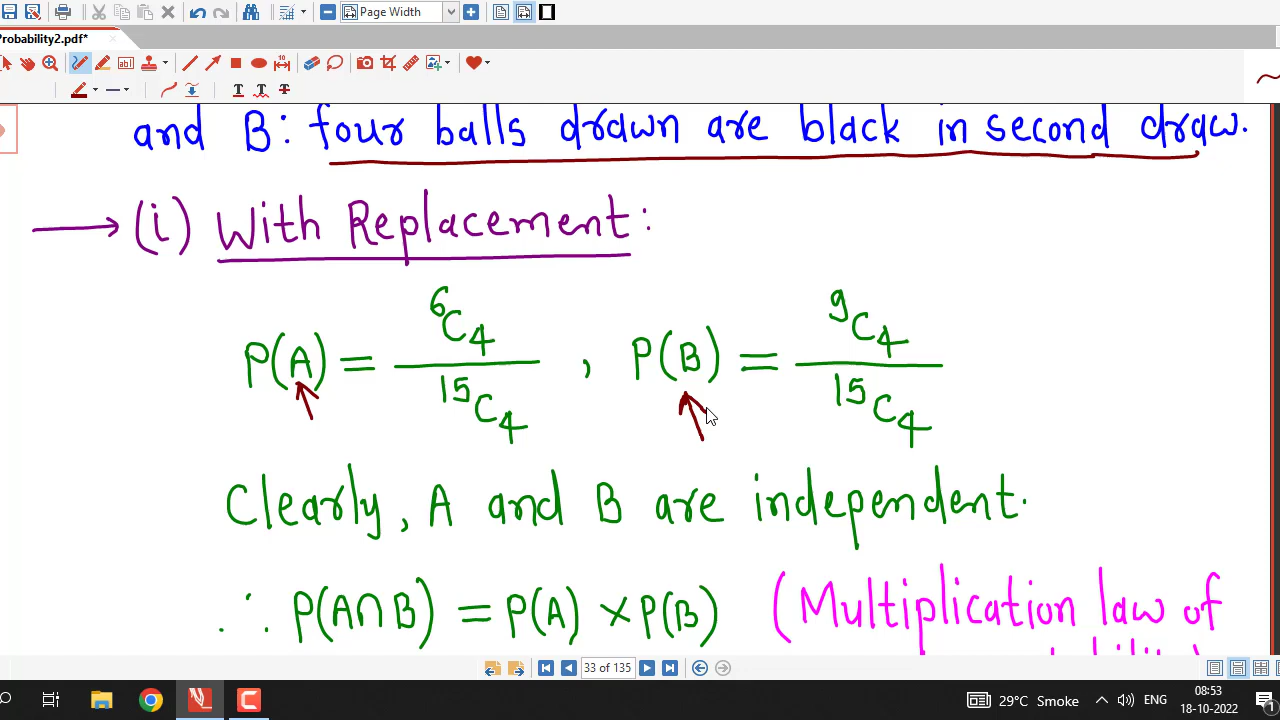 Page Width
Probability2.pdf*
and B: four balls drawn are black in second draw.
(i) With Replacement:
P(A) = ⁶C₄ / ¹⁵C₄ , P(B) = ⁹C₄ / ¹⁵C₄
Clearly, A and B are independent.
∴ P(A∩B) = P(A) × P(B) (Multiplication law of
33 of 135
29°C Smoke ENG 08:53
18-10-2022